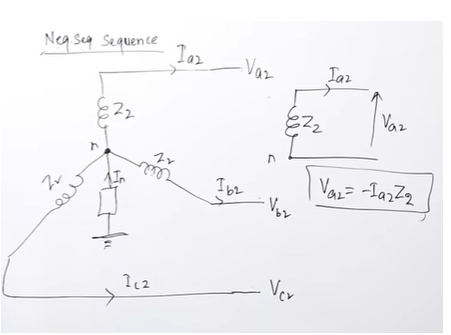 Neg Seq Sequence
Ia2
Va2
Z2
n
Z2
In
Ib2
Vb2
Ic2
Vc2
Ia2
Z2
Va2
n
Va2 = -Ia2Z2